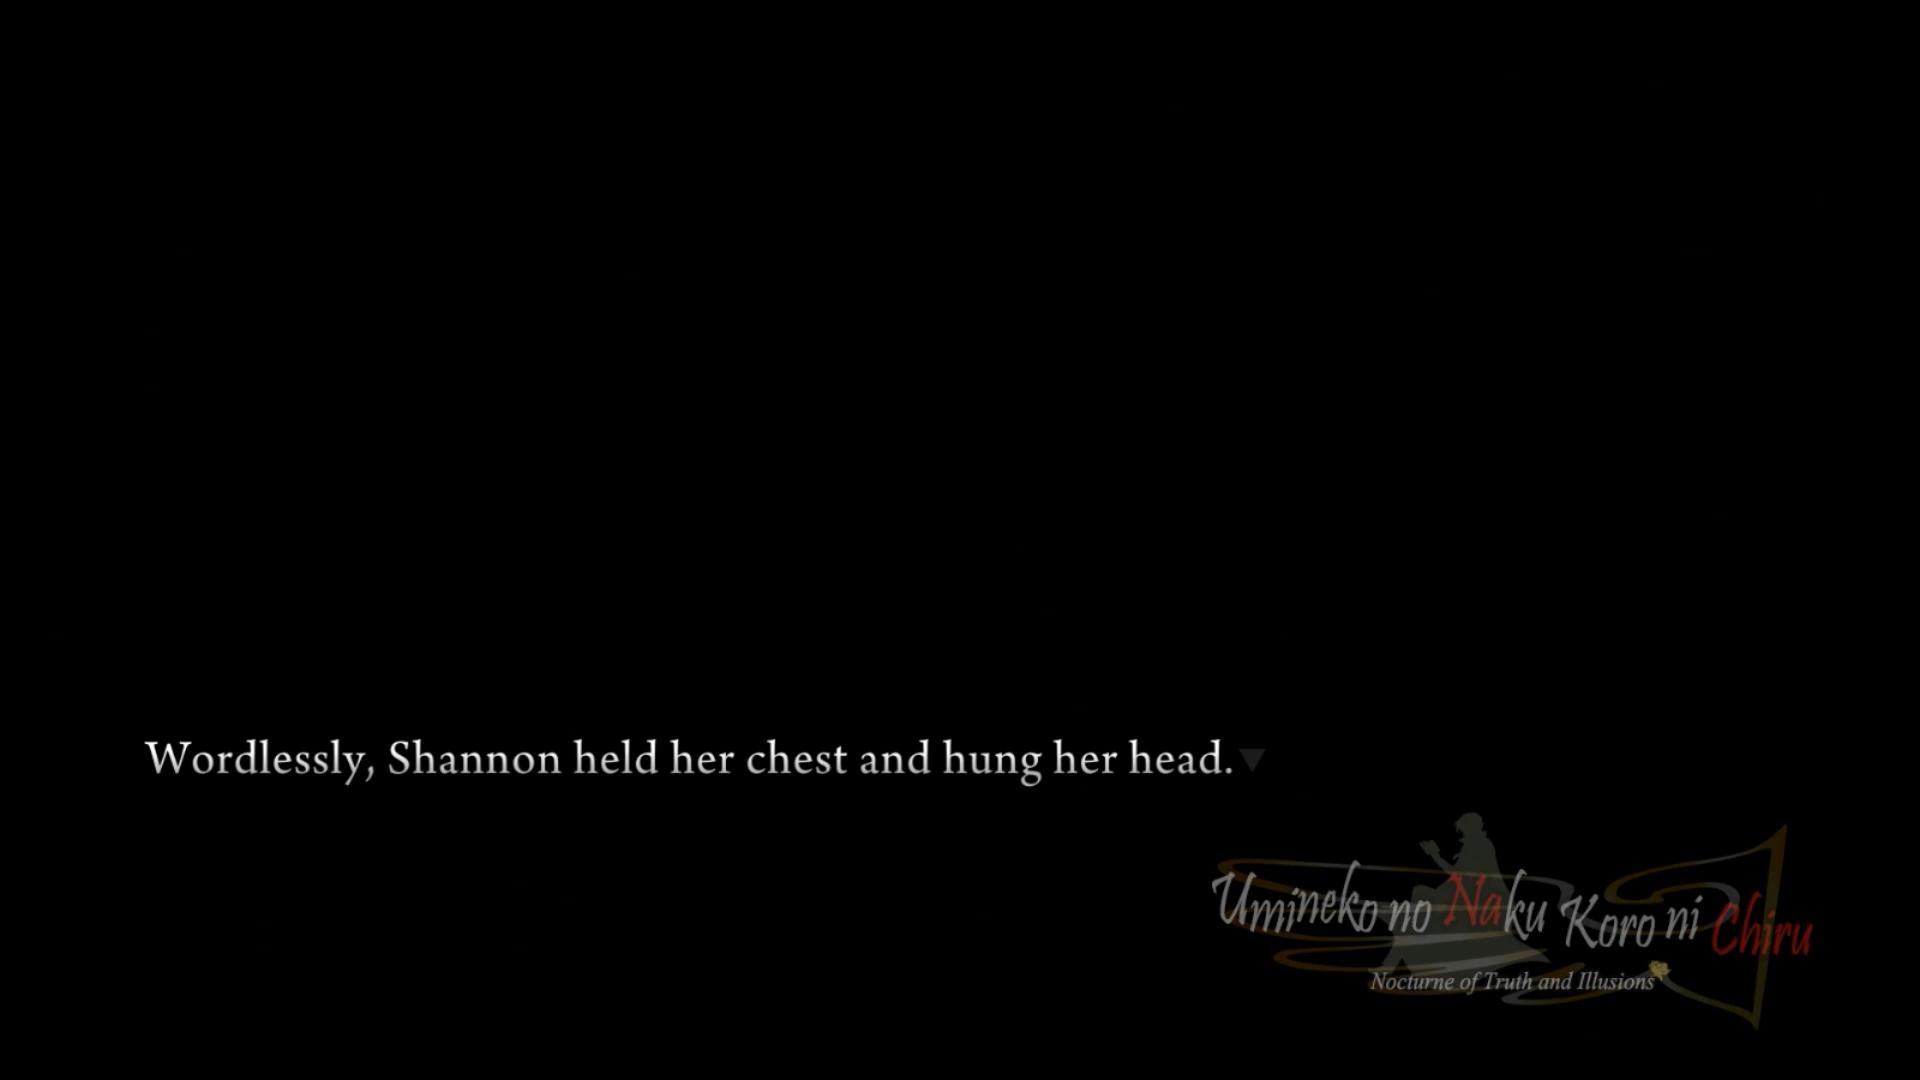 Wordlessly, Shannon held her chest and hung her head.
Umineko no Naku Koro ni Chiru
Nocturne of Truth and Illusions